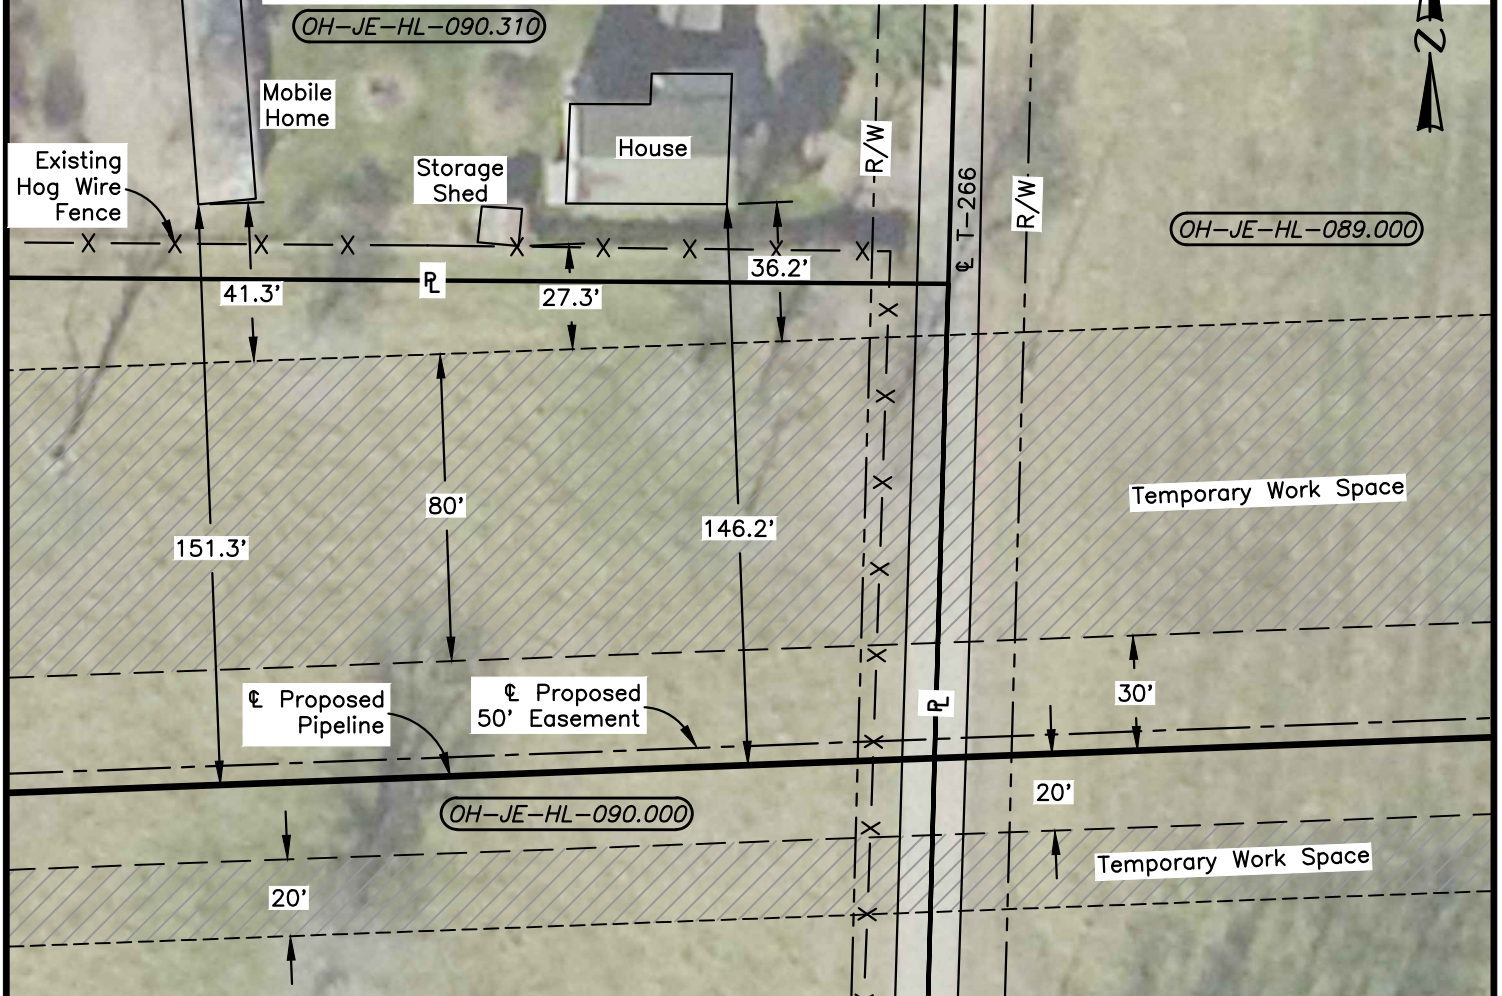 OH-JE-HL-090.310
N
Mobile
Home
House
R/W
Existing
Hog Wire
Fence
Storage
Shed
℄ T-266
R/W
OH-JE-HL-089.000
X X X X X X X X X
41.3'
℄
27.3'
36.2'
X
X
X
80'
Temporary Work Space
146.2'
151.3'
X
X
30'
℄ Proposed
Pipeline
℄ Proposed
50' Easement
X
20'
OH-JE-HL-090.000
X
Temporary Work Space
20'
X